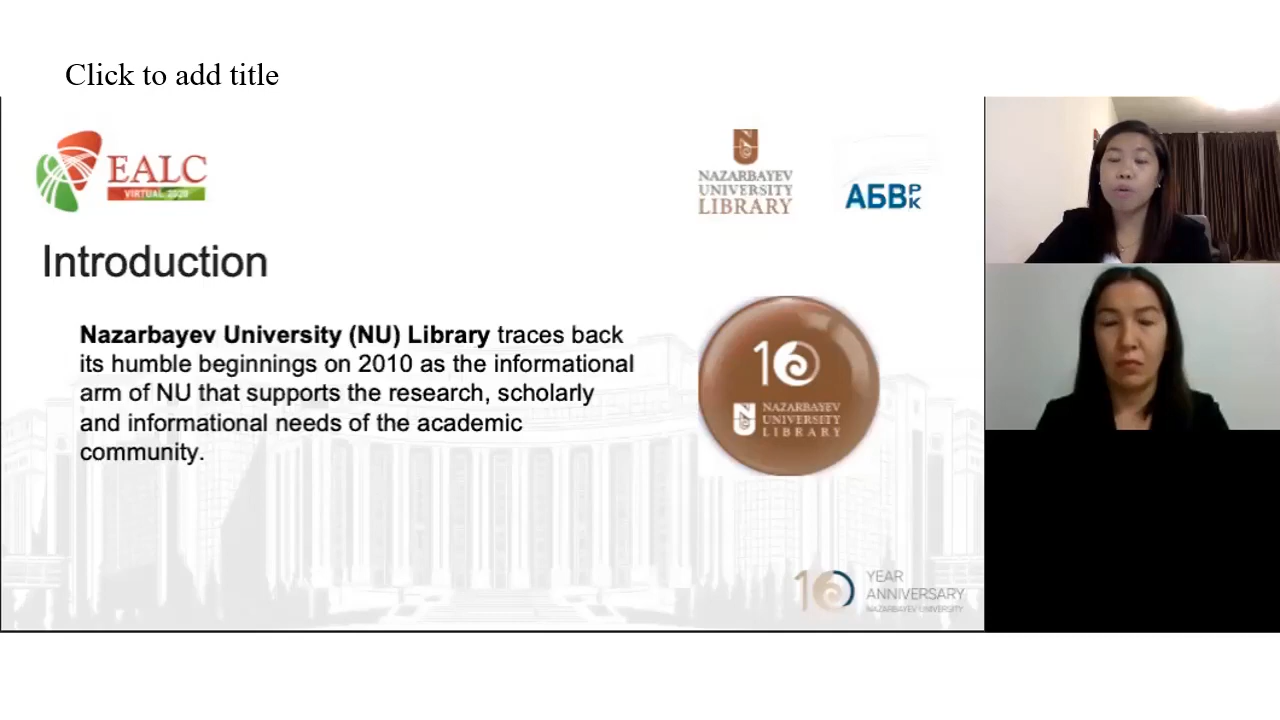 Click to add title
EALC
VIRTUAL 2020
NAZARBAYEV
UNIVERSITY
LIBRARY
АБВРК
Introduction
Nazarbayev University (NU) Library traces back
its humble beginnings on 2010 as the informational
arm of NU that supports the research, scholarly
and informational needs of the academic
community.
10
NAZARBAYEV
UNIVERSITY
LIBRARY
10 YEAR
ANNIVERSARY
NAZARBAYEV UNIVERSITY